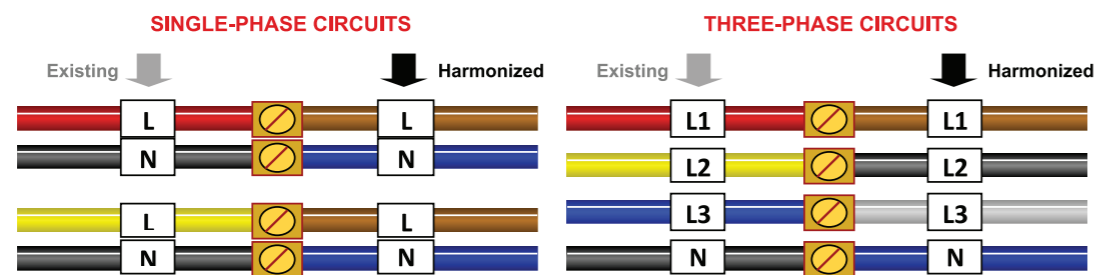 SINGLE-PHASE CIRCUITS
Existing Harmonized
L L
N N
L L
N N
THREE-PHASE CIRCUITS
Existing Harmonized
L1 L1
L2 L2
L3 L3
N N